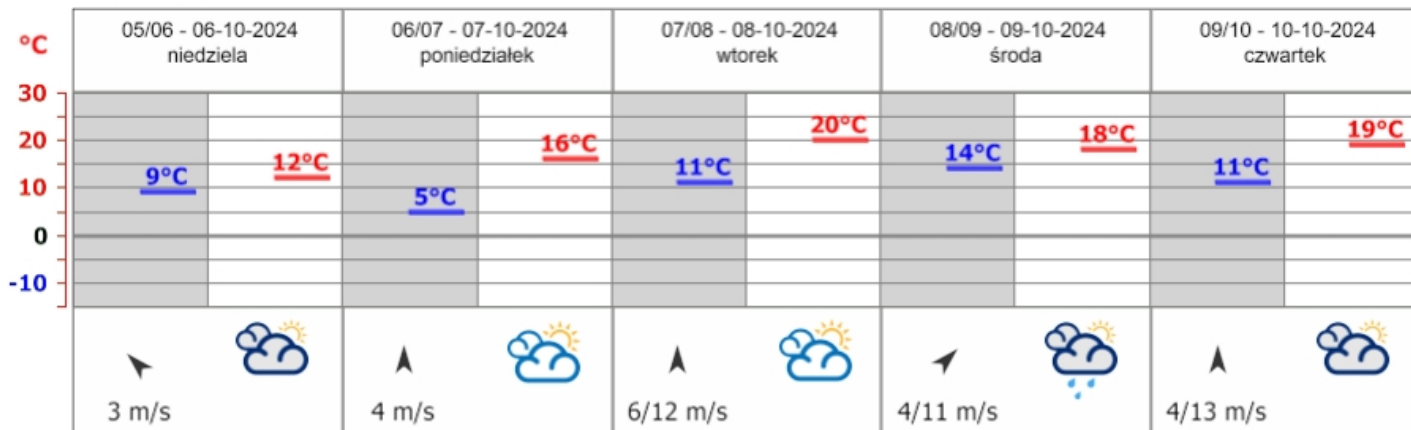 °C
05/06 - 06-10-2024
niedziela
06/07 - 07-10-2024
poniedziałek
07/08 - 08-10-2024
wtorek
08/09 - 09-10-2024
środa
09/10 - 10-10-2024
czwartek
30
20
10
0
-10
9°C
12°C
5°C
16°C
11°C
20°C
14°C
18°C
11°C
19°C
3 m/s
4 m/s
6/12 m/s
4/11 m/s
4/13 m/s